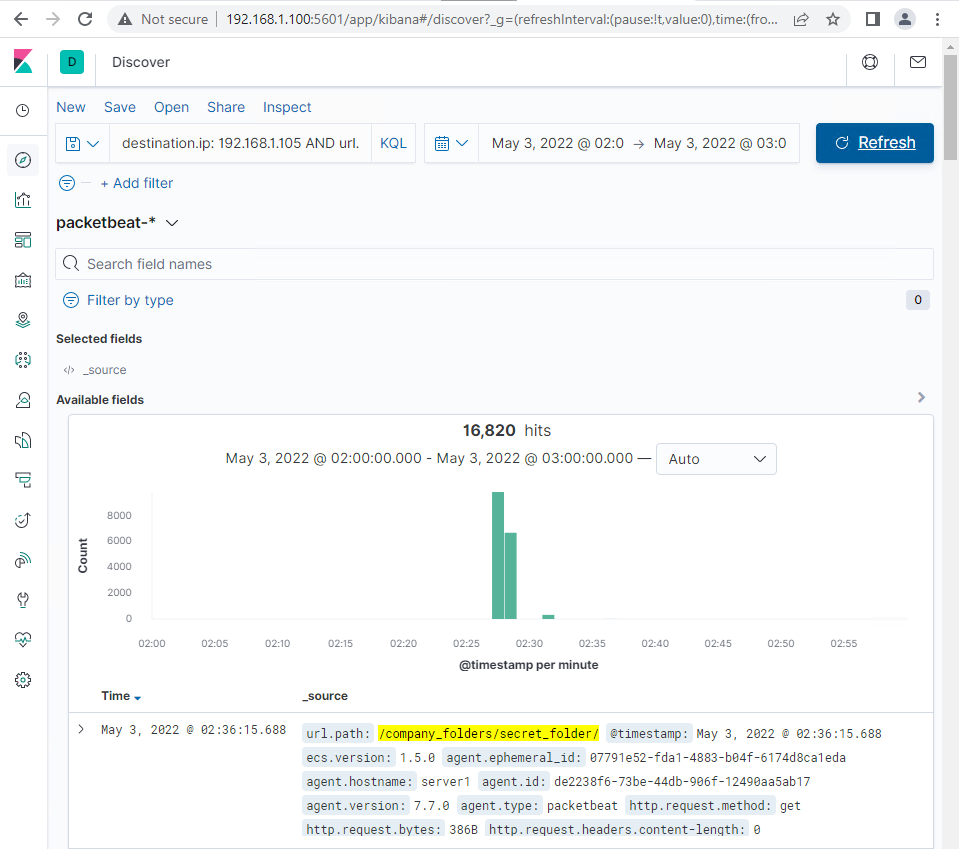 Not secure | 192.168.1.100:5601/app/kibana#/discover?_g=(refreshInterval:(pause:!t,value:0),time:(fro...
D Discover
New Save Open Share Inspect
destination.ip: 192.168.1.105 AND url. KQL May 3, 2022 @ 02:0 → May 3, 2022 @ 03:0 Refresh
+ Add filter
packetbeat-*
Search field names
Filter by type 0
Selected fields
</> _source
Available fields
16,820 hits
May 3, 2022 @ 02:00:00.000 - May 3, 2022 @ 03:00:00.000 — Auto
8000
6000
4000
2000
0
Count
02:00 02:05 02:10 02:15 02:20 02:25 02:30 02:35 02:40 02:45 02:50 02:55
@timestamp per minute
Time _source
May 3, 2022 @ 02:36:15.688 url.path: /company_folders/secret_folder/ @timestamp: May 3, 2022 @ 02:36:15.688
ecs.version: 1.5.0 agent.ephemeral_id: 07791e52-fda1-4883-b04f-6174d8ca1eda
agent.hostname: server1 agent.id: de2238f6-73be-44db-906f-12490aa5ab17
agent.version: 7.7.0 agent.type: packetbeat http.request.method: get
http.request.bytes: 386B http.request.headers.content-length: 0